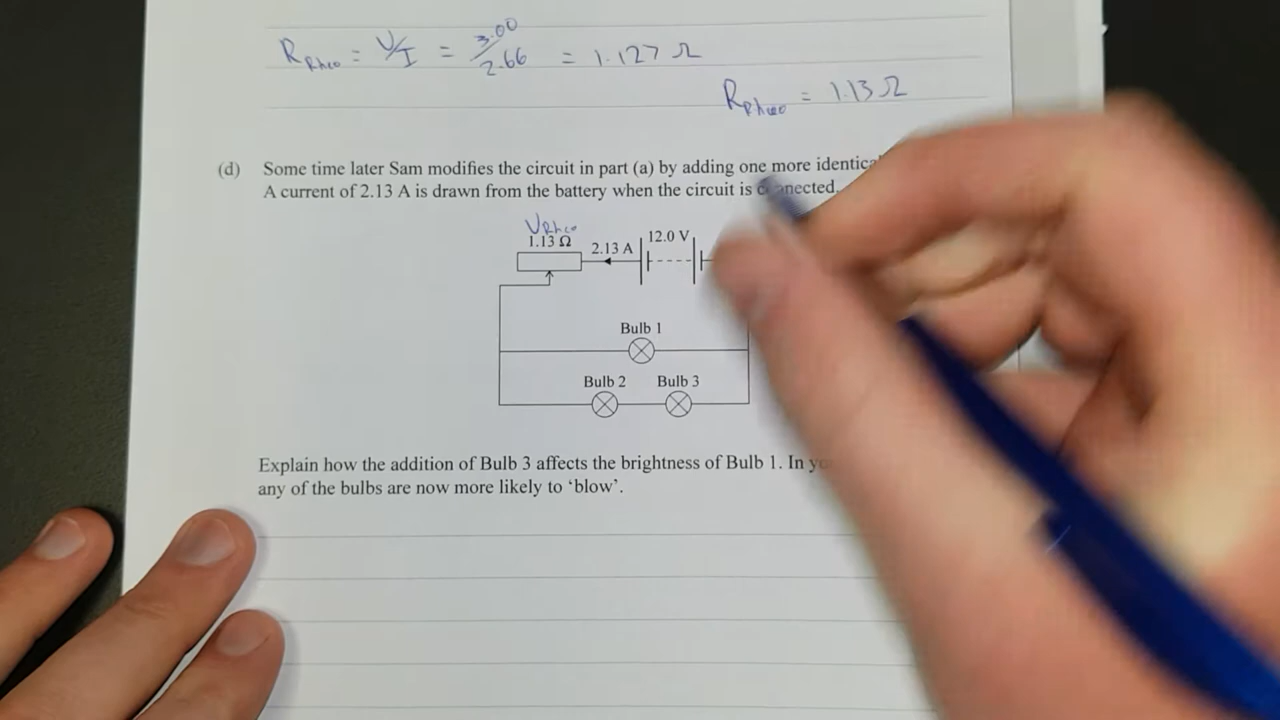 R_Rheo = V/I = 3.00/2.66 = 1.127 Ω
R_Rheo = 1.13 Ω
(d) Some time later Sam modifies the circuit in part (a) by adding one more
A current of 2.13 A is drawn from the battery when the circuit is connected.
V_Rheo
1.13 Ω 2.13 A 12.0 V
Bulb 1
Bulb 2 Bulb 3
Explain how the addition of Bulb 3 affects the brightness of Bulb 1. In
any of the bulbs are now more likely to ‘blow’.